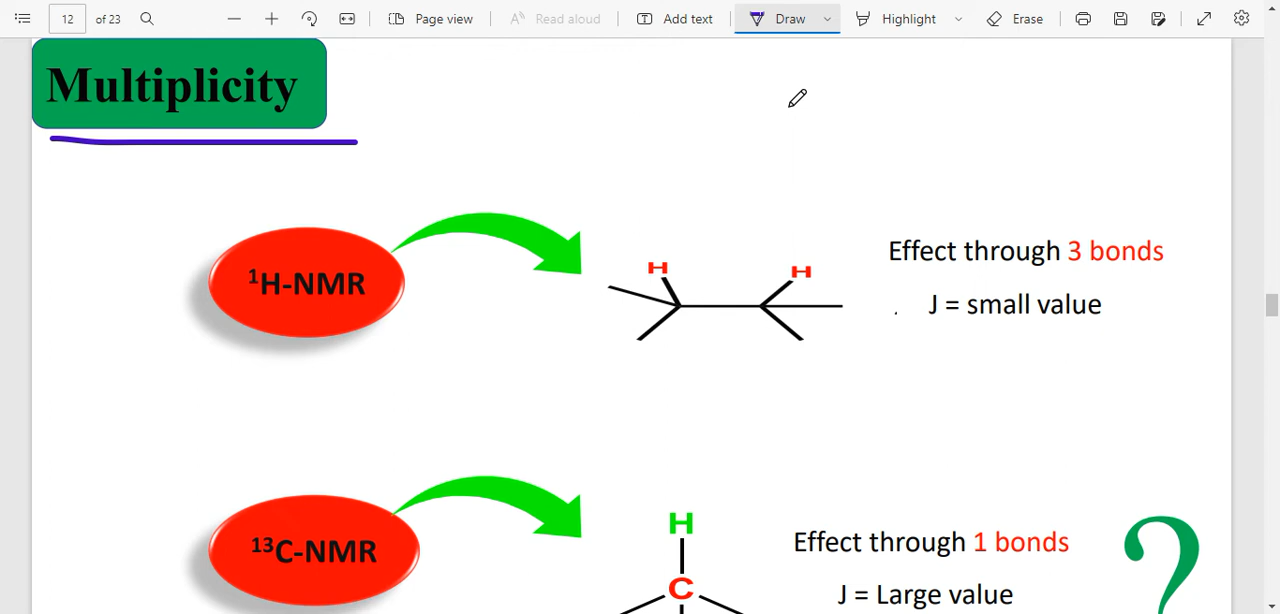 12 of 23 Page view Read aloud Add text Draw Highlight Erase
Multiplicity
¹H-NMR
H H
Effect through 3 bonds
J = small value
¹³C-NMR
H
C
Effect through 1 bonds
J = Large value
?